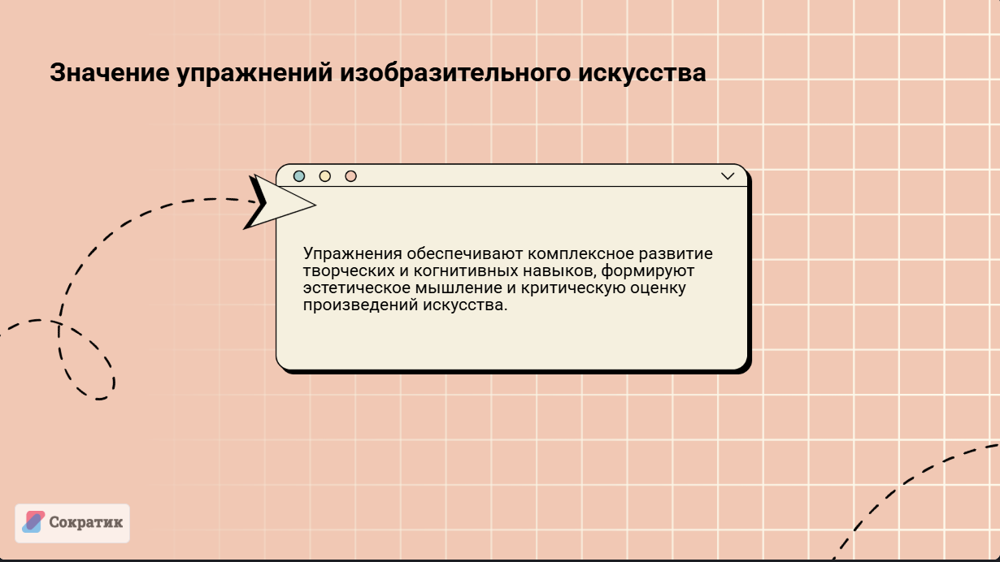 Значение упражнений изобразительного искусства
Упражнения обеспечивают комплексное развитие
творческих и когнитивных навыков, формируют
эстетическое мышление и критическую оценку
произведений искусства.
Сократик